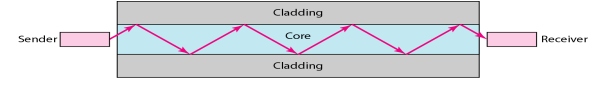 Cladding
Sender
Core
Receiver
Cladding